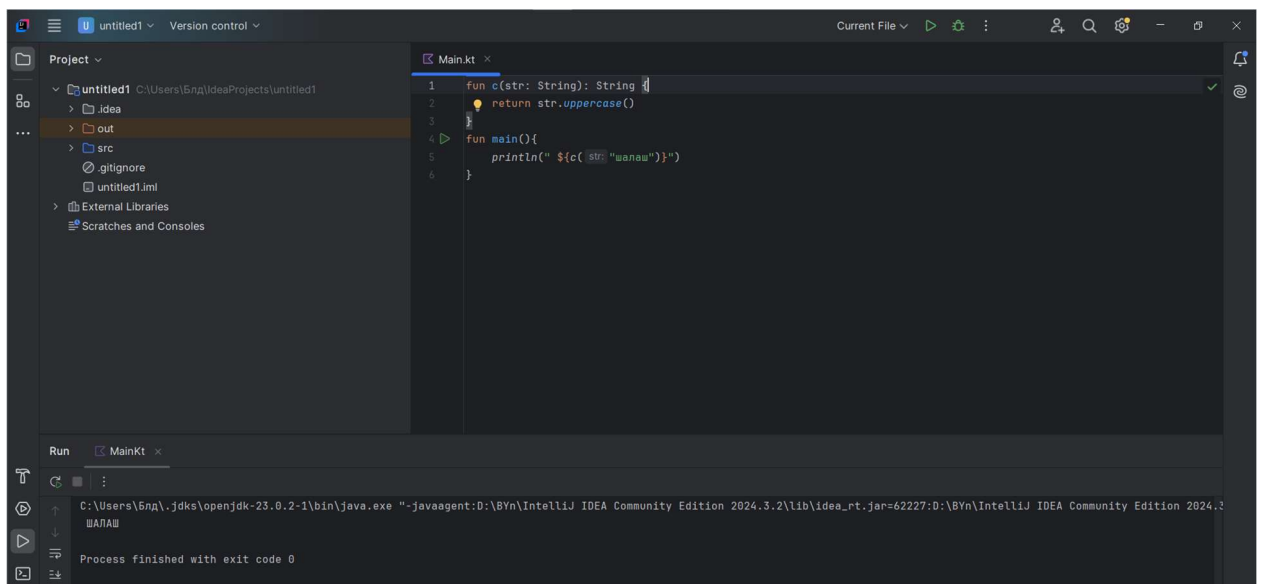 U untitled1 Version control Current File
Project
Main.kt
untitled1 C:\Users\Блд\IdeaProjects\untitled1
.idea
out
src
.gitignore
untitled1.iml
External Libraries
Scratches and Consoles
1 fun c(str: String): String {
2 return str.uppercase()
3 }
4 fun main(){
5 println(" ${c( str: "шалаш")}")
6 }
Run MainKt
C:\Users\Блд\.jdks\openjdk-23.0.2-1\bin\java.exe "-javaagent:D:\BYn\IntelliJ IDEA Community Edition 2024.3.2\lib\idea_rt.jar=62227:D:\BYn\IntelliJ IDEA Community Edition 2024.3
ШАЛАШ
Process finished with exit code 0